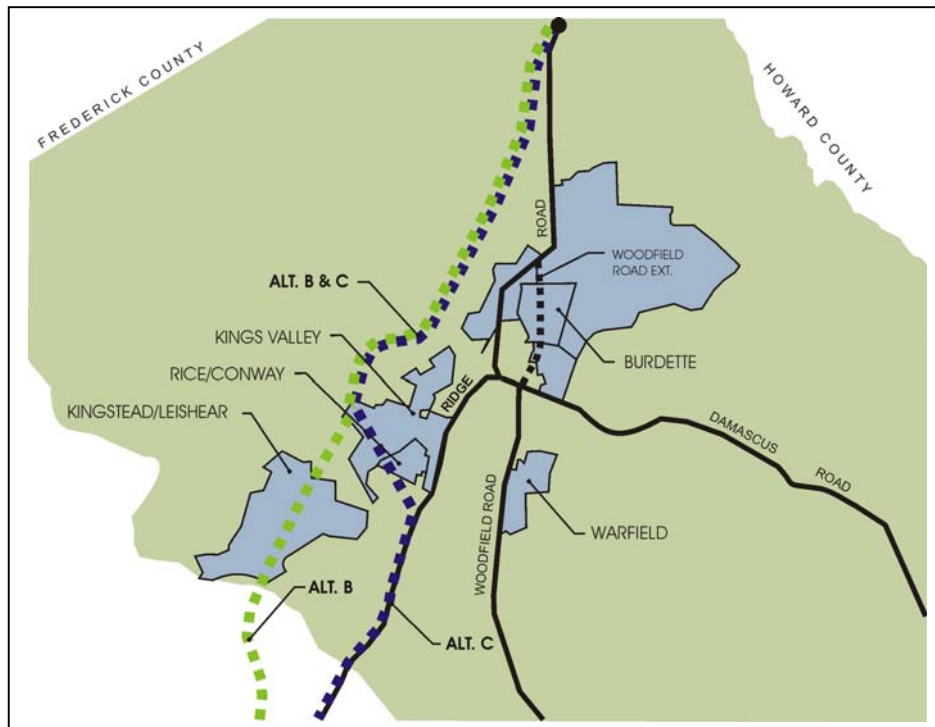 FREDERICK COUNTY
HOWARD COUNTY
ROAD
WOODFIELD
ROAD EXT.
ALT. B & C
KINGS VALLEY
RICE/CONWAY
KINGSTEAD/LEISHEAR
RIDGE
BURDETTE
DAMASCUS
ROAD
WOODFIELD ROAD
WARFIELD
ALT. B
ALT. C